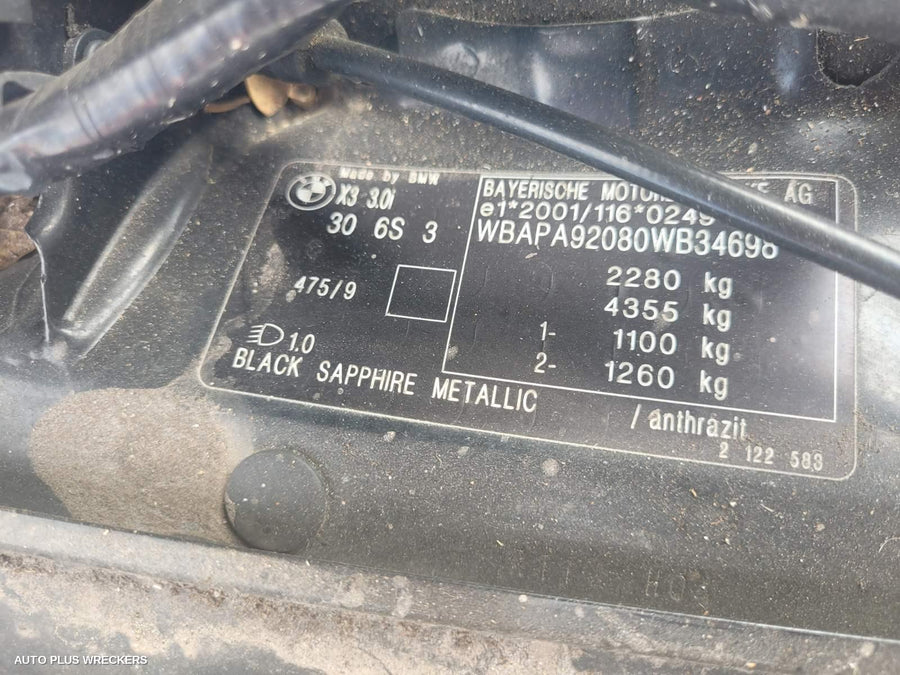 Made by BMW
X3 3.0i
30 6S 3
475/9
1.0
BLACK SAPPHIRE METALLIC
/ anthrazit
2 122 583
BAYERISCHE AG
e1*2001/116*0249
WBAPA92080WB34698
2280 kg
4355 kg
1- 1100 kg
2- 1260 kg
AUTO PLUS WRECKERS